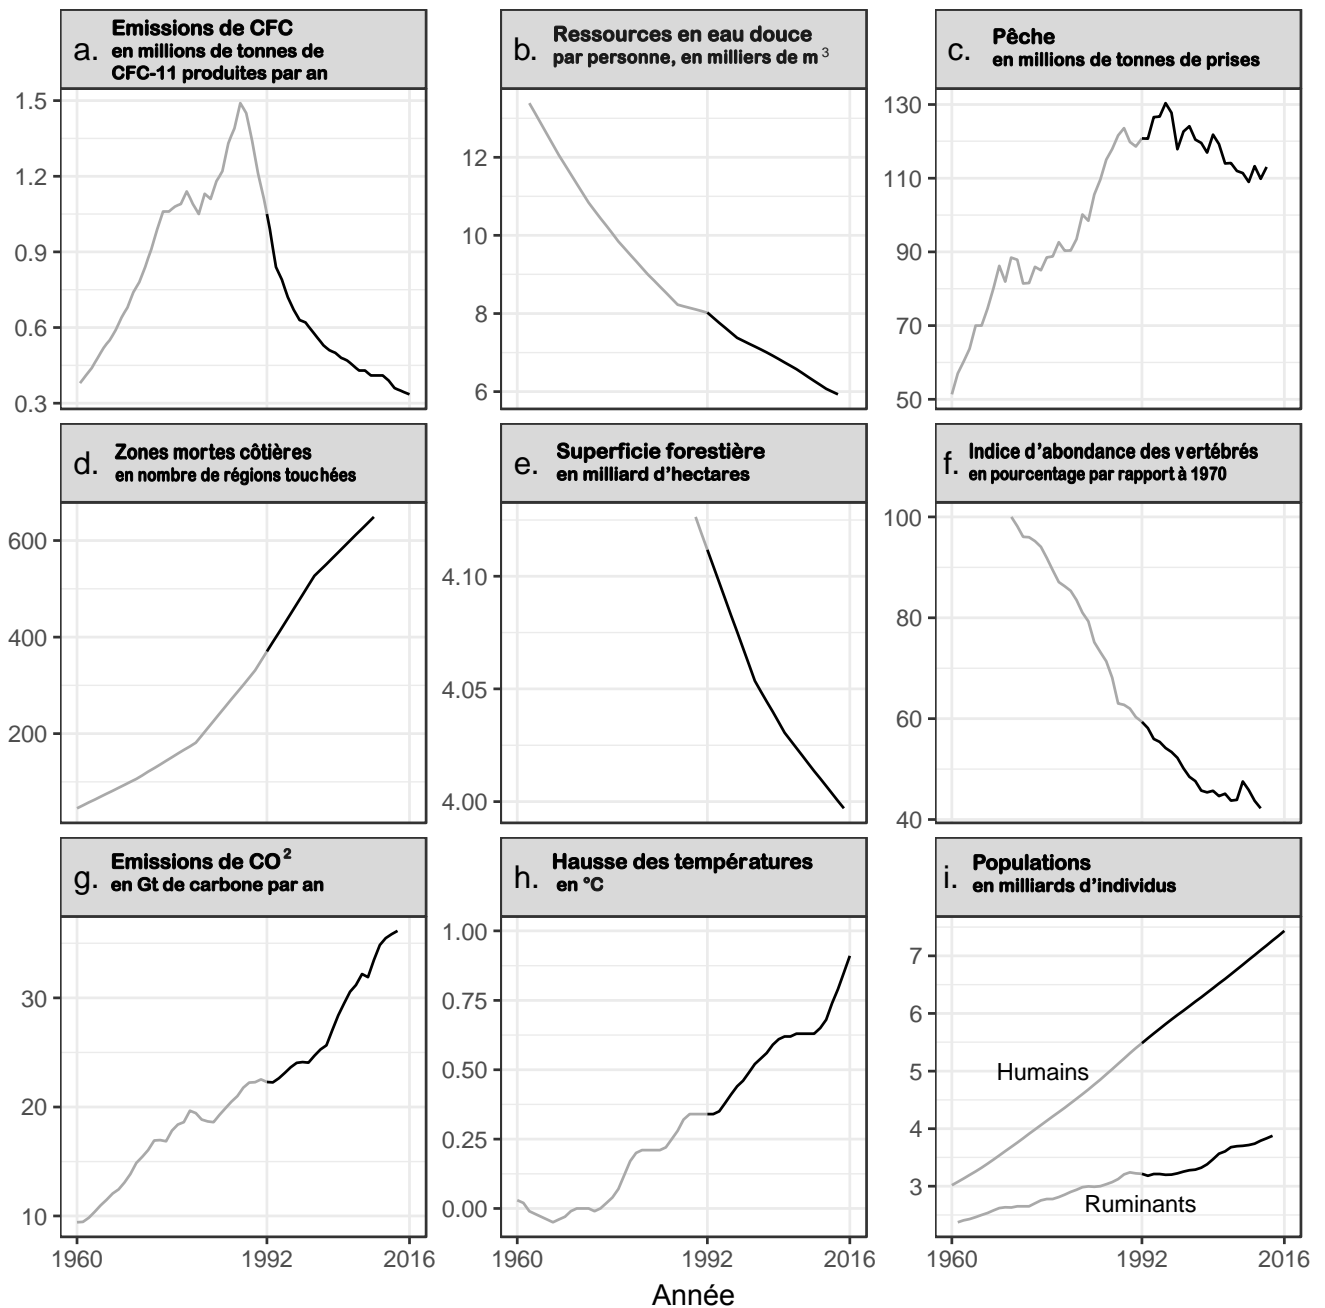 a. Emissions de CFC
en millions de tonnes de
CFC-11 produites par an
1.5
1.2
0.9
0.6
0.3
b. Ressources en eau douce
par personne, en milliers de m 3
12
10
8
6
c. Pêche
en millions de tonnes de prises
130
110
90
70
50
d. Zones mortes côtières
en nombre de régions touchées
600
400
200
e. Superficie forestière
en milliard d'hectares
4.10
4.05
4.00
f. Indice d'abondance des vertébrés
en pourcentage par rapport à 1970
100
80
60
40
g. Emissions de CO 2
en Gt de carbone par an
30
20
10
1960 1992 2016
h. Hausse des températures
en °C
1.00
0.75
0.50
0.25
0.00
1960 1992 2016
i. Populations
en milliards d'individus
7
6
5
4
3
Humains
Ruminants
1960 1992 2016
Année